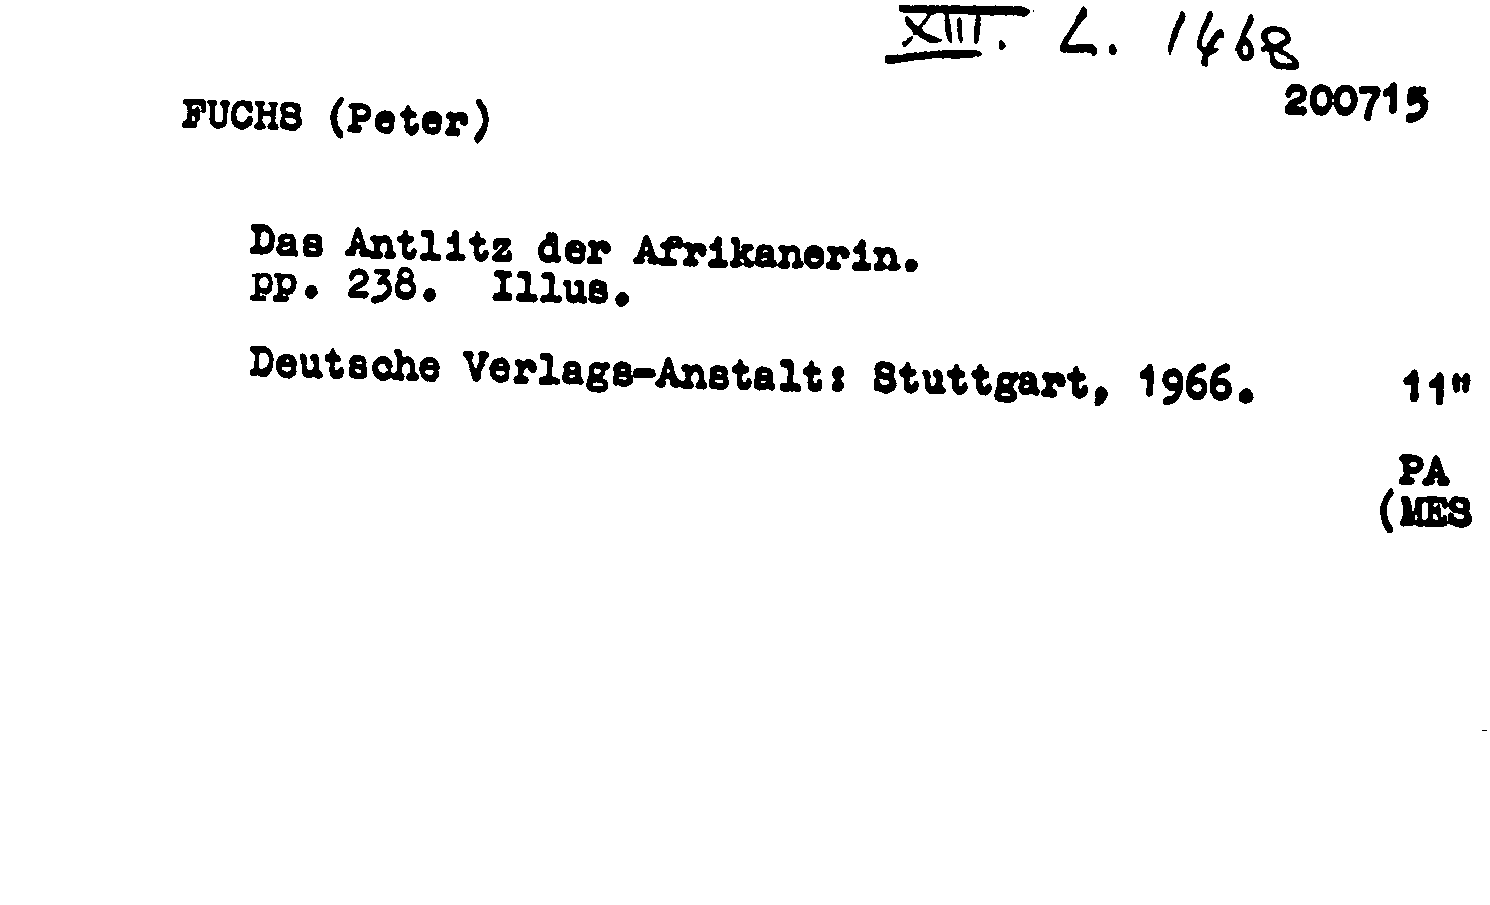 XIII. L. 1468
200715
FUCHS (Peter)
Das Antlitz der Afrikanerin.
pp. 238. Illus.
Deutsche Verlags-Anstalt: Stuttgart, 1966. 11"
PA
(MES